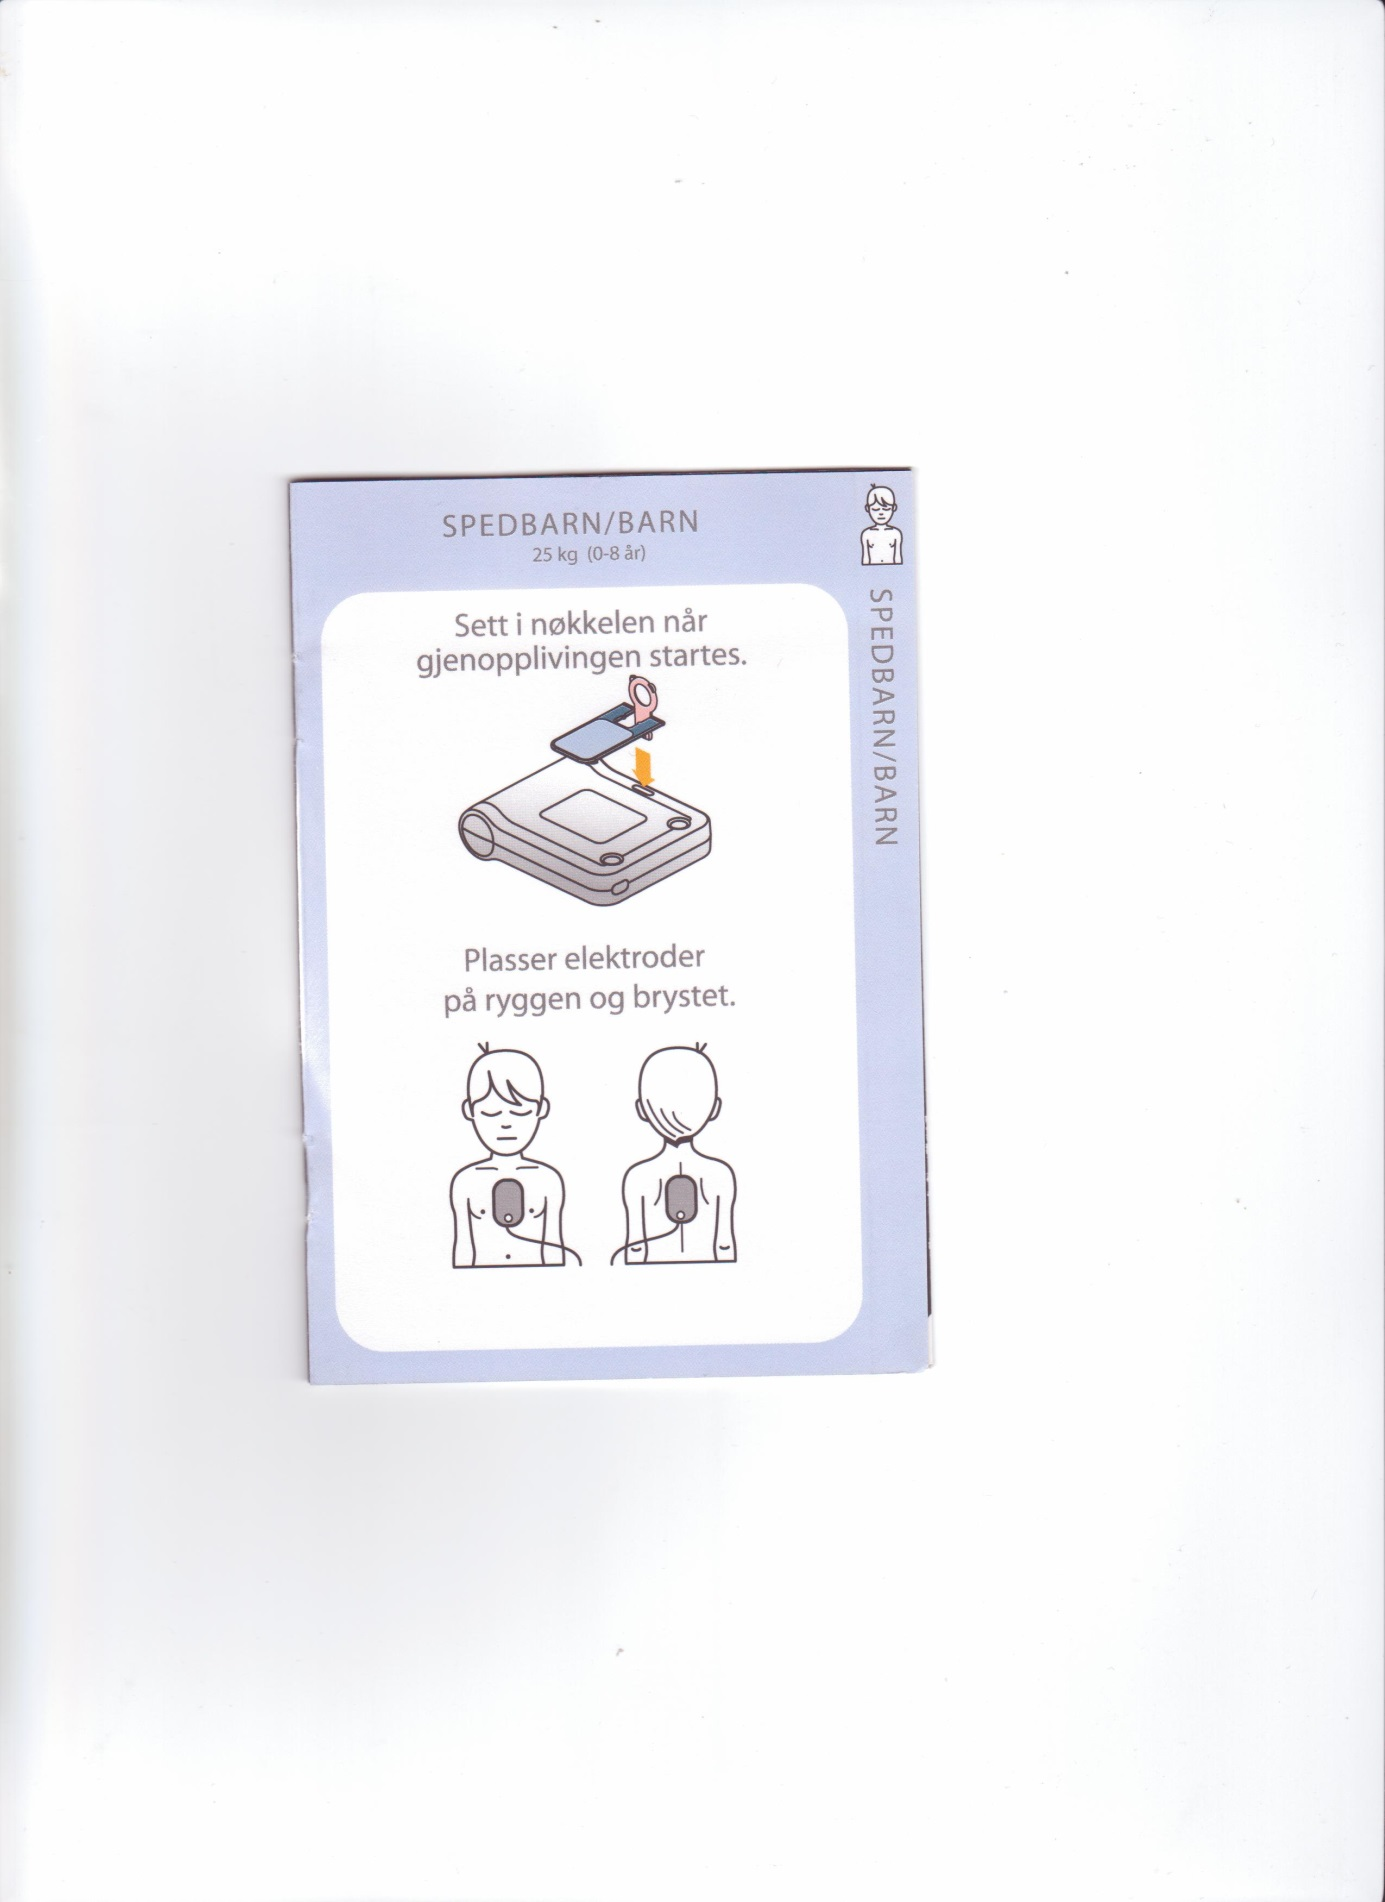 SPEDBARN/BARN
25 kg (0-8 år)
Sett i nøkkelen når
gjenopplivingen startes.
Plasser elektroder
på ryggen og brystet.
SPEDBARN/BARN